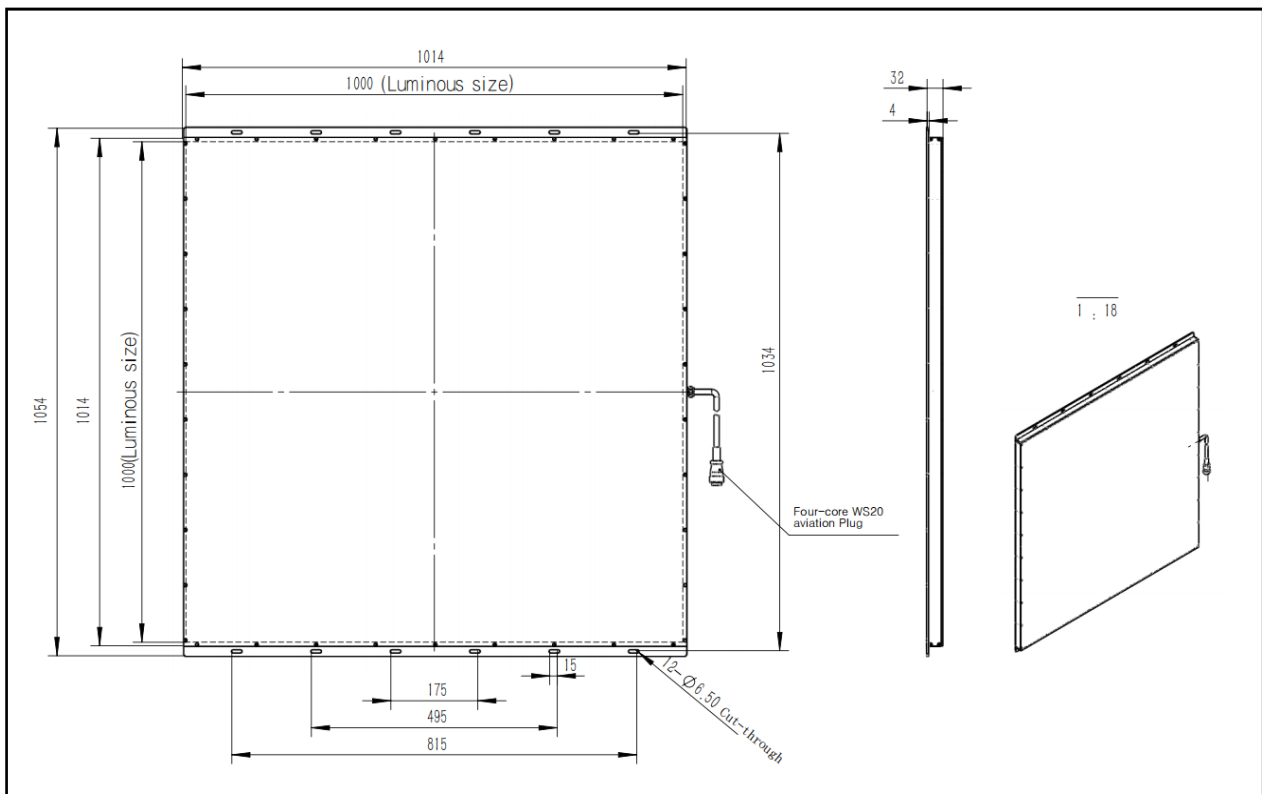 1014
1000 (Luminous size)
32
4
1 : 18
1054
1014
1000(Luminous size)
1034
Four-core WS20
aviation Plug
15
175
495
815
12-Ø6.50 Cut-through